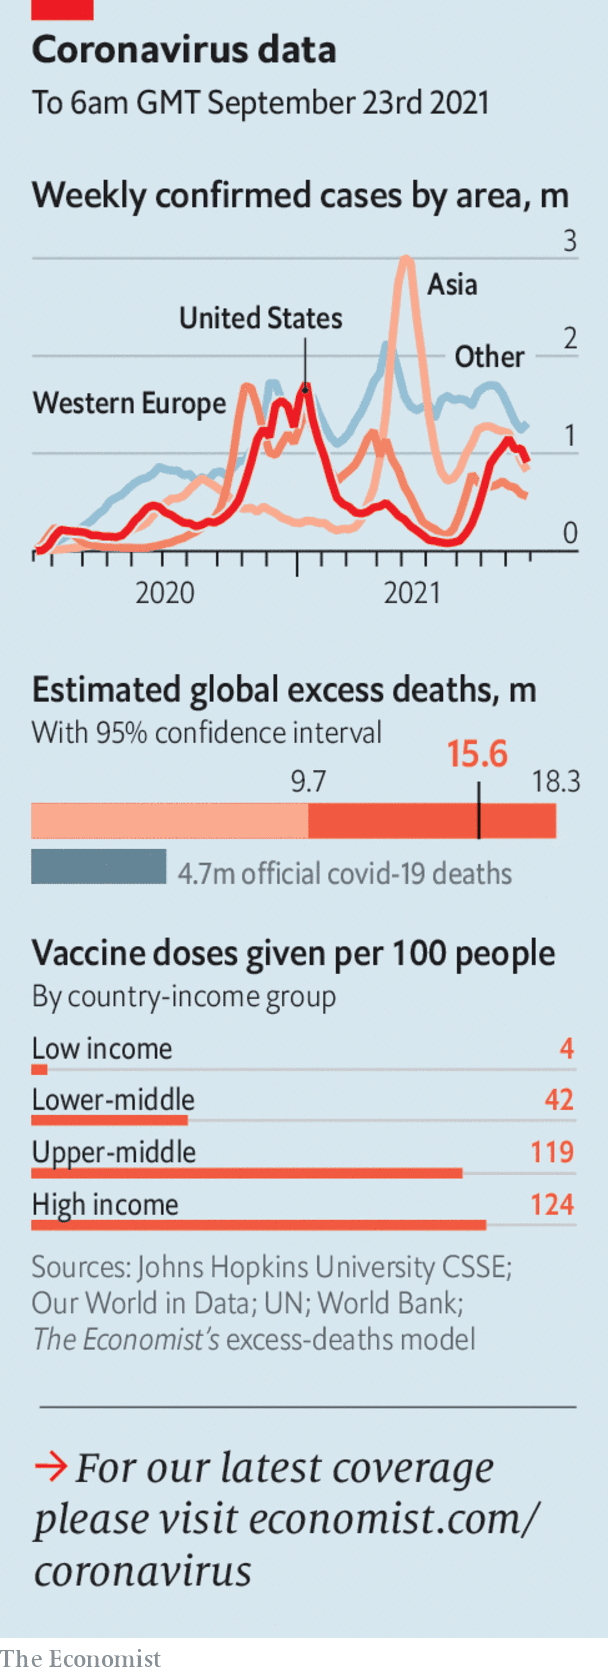 Coronavirus data
To 6am GMT September 23rd 2021
Weekly confirmed cases by area, m
3
Asia
United States
2
Other
Western Europe
1
0
2020 2021
Estimated global excess deaths, m
With 95% confidence interval
15.6
9.7 18.3
4.7m official covid-19 deaths
Vaccine doses given per 100 people
By country-income group
Low income 4
Lower-middle 42
Upper-middle 119
High income 124
Sources: Johns Hopkins University CSSE;
Our World in Data; UN; World Bank;
The Economist’s excess-deaths model
→ For our latest coverage
please visit economist.com/
coronavirus
The Economist